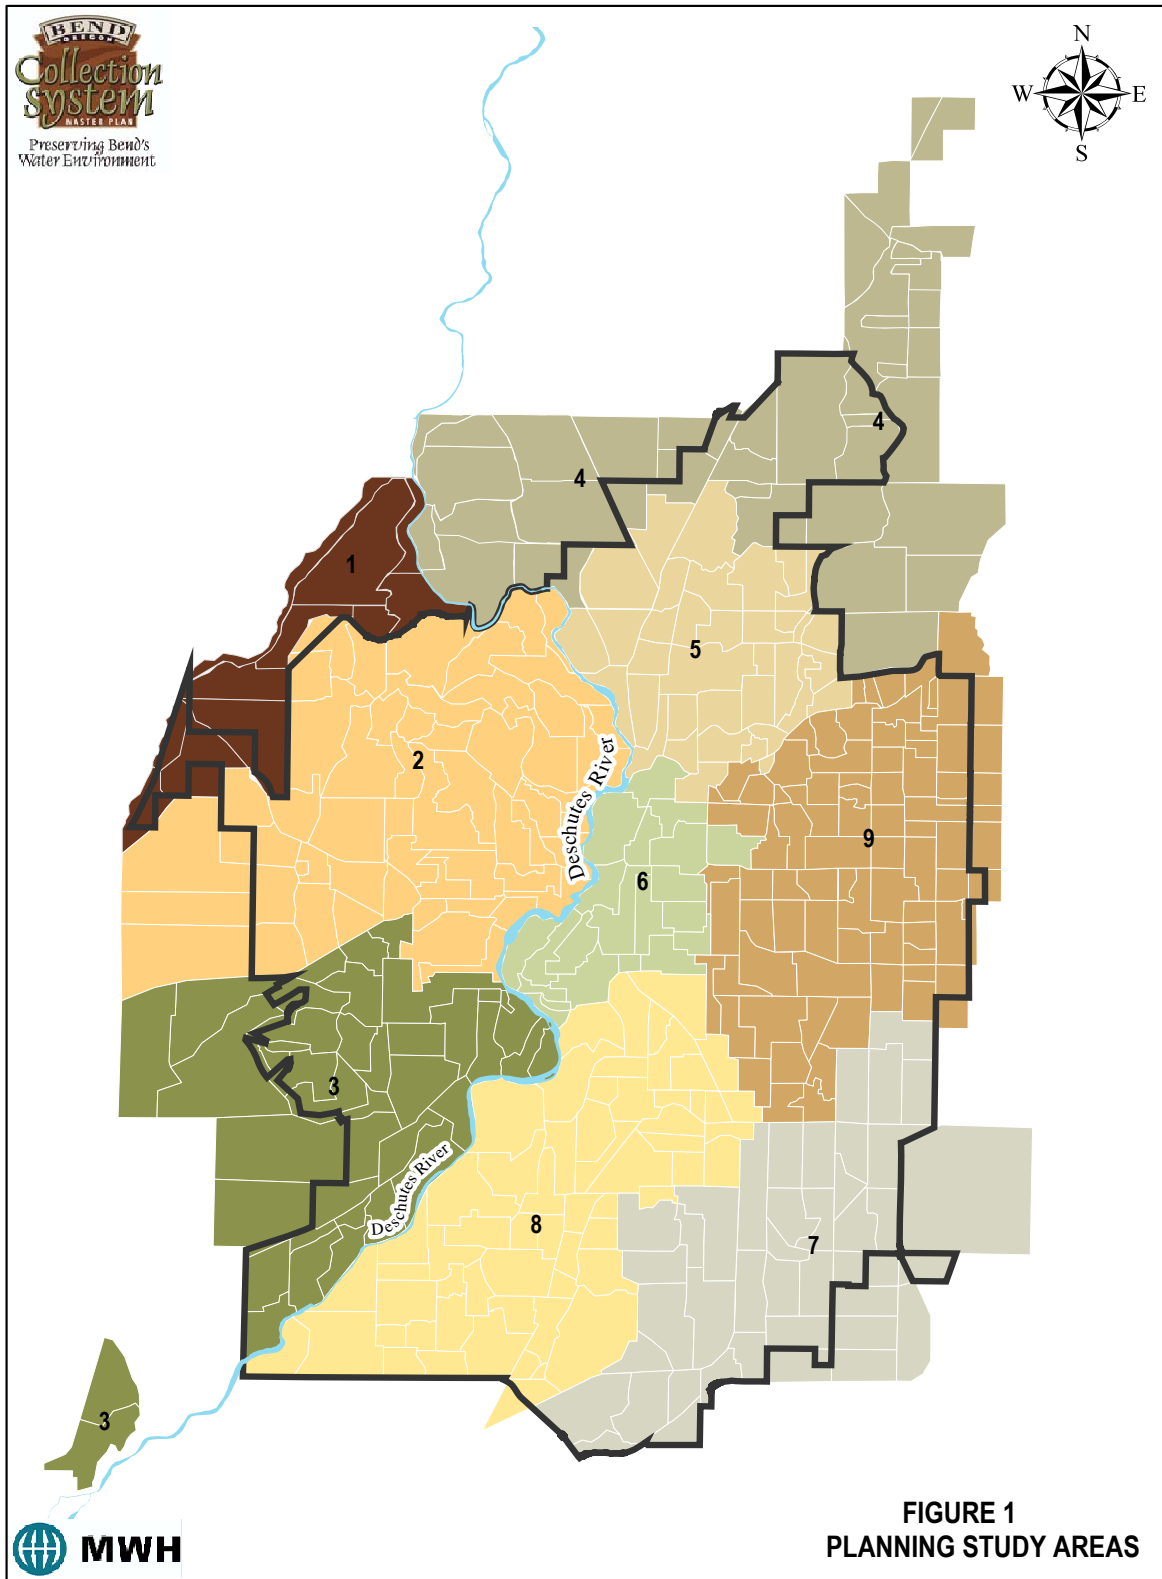 BEND
OREGON
Collection
System
MASTER PLAN
Preserving Bend's
Water Environment
N
W E
S
4
4
1
5
2
Deschutes River
9
6
3
Deschutes River
8
7
3
MWH
FIGURE 1
PLANNING STUDY AREAS